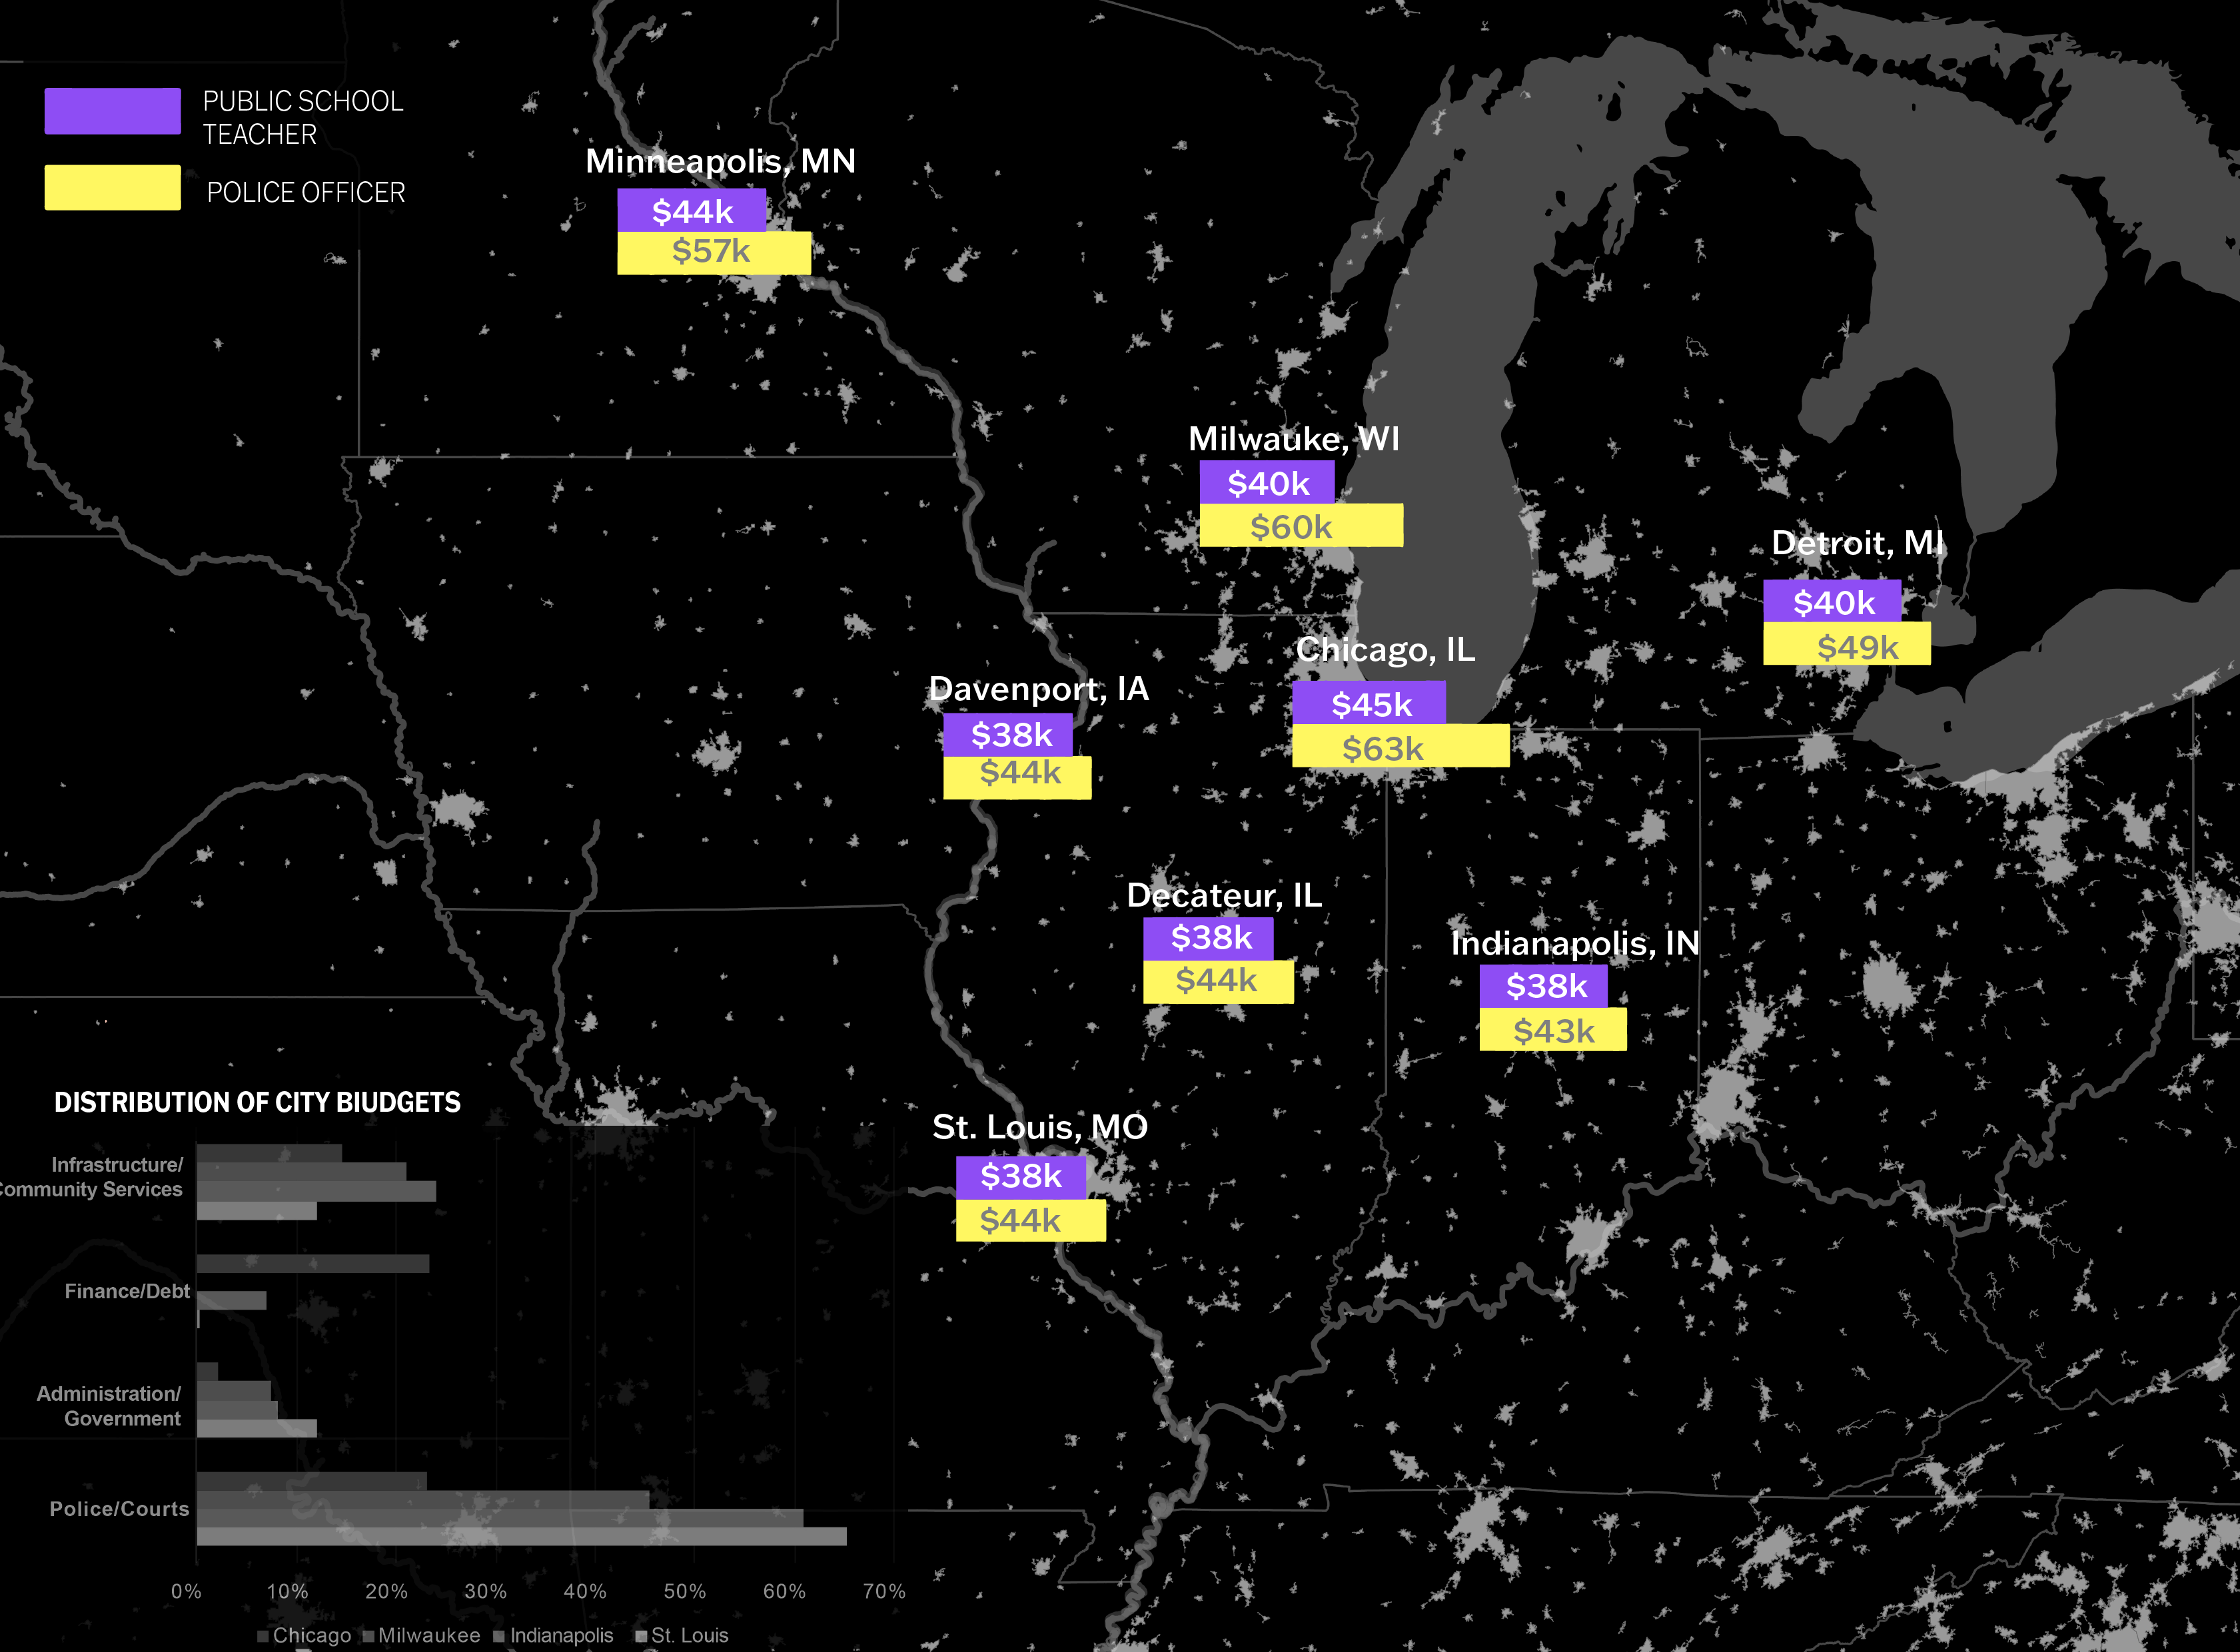 PUBLIC SCHOOL
TEACHER
POLICE OFFICER
Minneapolis, MN
$44k
$57k
Milwauke, WI
$40k
$60k
Detroit, MI
$40k
$49k
Chicago, IL
$45k
$63k
Davenport, IA
$38k
$44k
Decateur, IL
$38k
$44k
Indianapolis, IN
$38k
$43k
St. Louis, MO
$38k
$44k
DISTRIBUTION OF CITY BIUDGETS
Infrastructure/
Community Services
Finance/Debt
Administration/
Government
Police/Courts
0% 10% 20% 30% 40% 50% 60% 70%
Chicago Milwaukee Indianapolis St. Louis